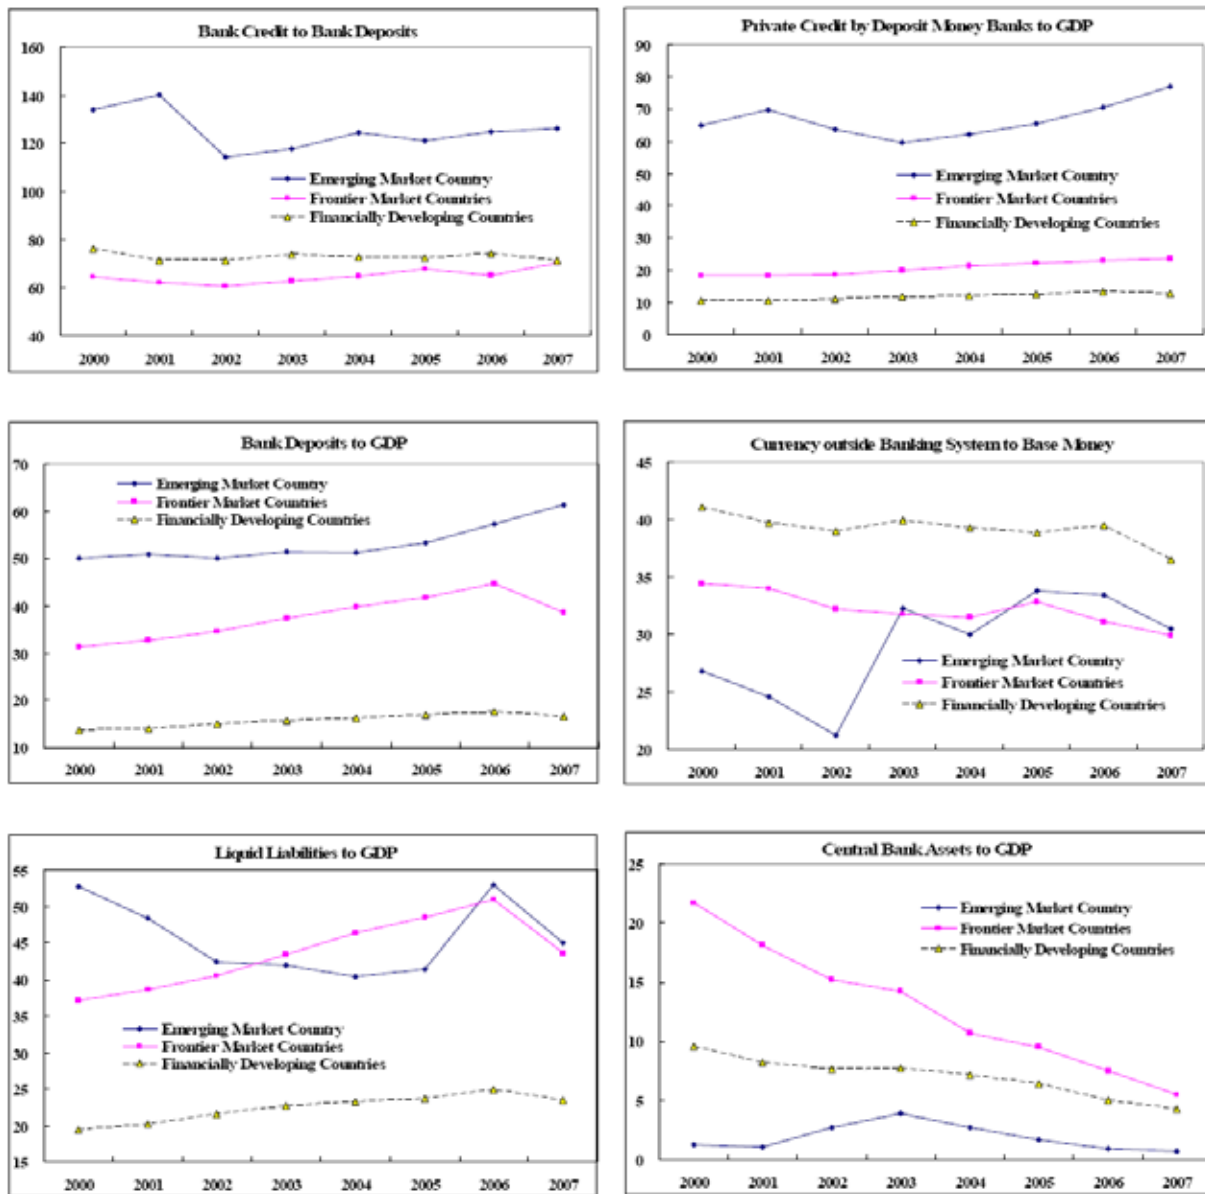 Bank Credit to Bank Deposits
160
140
120
100
80
60
40
Emerging Market Country
Frontier Market Countries
Financially Developing Countries
2000 2001 2002 2003 2004 2005 2006 2007
Private Credit by Deposit Money Banks to GDP
90
80
70
60
50
40
30
20
10
0
Emerging Market Country
Frontier Market Countries
Financially Developing Countries
2000 2001 2002 2003 2004 2005 2006 2007
Bank Deposits to GDP
70
60
50
40
30
20
10
Emerging Market Country
Frontier Market Countries
Financially Developing Countries
2000 2001 2002 2003 2004 2005 2006 2007
Currency outside Banking System to Base Money
45
40
35
30
25
20
Emerging Market Country
Frontier Market Countries
Financially Developing Countries
2000 2001 2002 2003 2004 2005 2006 2007
Liquid Liabilities to GDP
55
50
45
40
35
30
25
20
15
Emerging Market Country
Frontier Market Countries
Financially Developing Countries
2000 2001 2002 2003 2004 2005 2006 2007
Central Bank Assets to GDP
25
20
15
10
5
0
Emerging Market Country
Frontier Market Countries
Financially Developing Countries
2000 2001 2002 2003 2004 2005 2006 2007